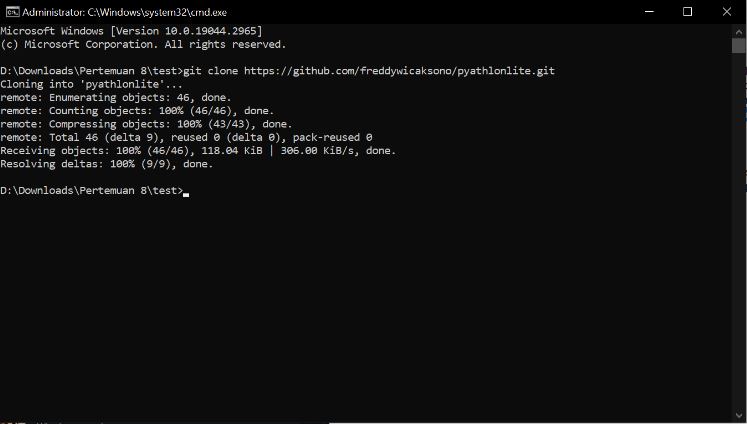 Administrator: C:\Windows\system32\cmd.exe
Microsoft Windows [Version 10.0.19044.2965]
(c) Microsoft Corporation. All rights reserved.
D:\Downloads\Pertemuan 8\test>git clone https://github.com/freddywicaksono/pyathlonlite.git
Cloning into 'pyathlonlite'...
remote: Enumerating objects: 46, done.
remote: Counting objects: 100% (46/46), done.
remote: Compressing objects: 100% (43/43), done.
remote: Total 46 (delta 9), reused 0 (delta 0), pack-reused 0
Receiving objects: 100% (46/46), 118.04 KiB | 306.00 KiB/s, done.
Resolving deltas: 100% (9/9), done.
D:\Downloads\Pertemuan 8\test>